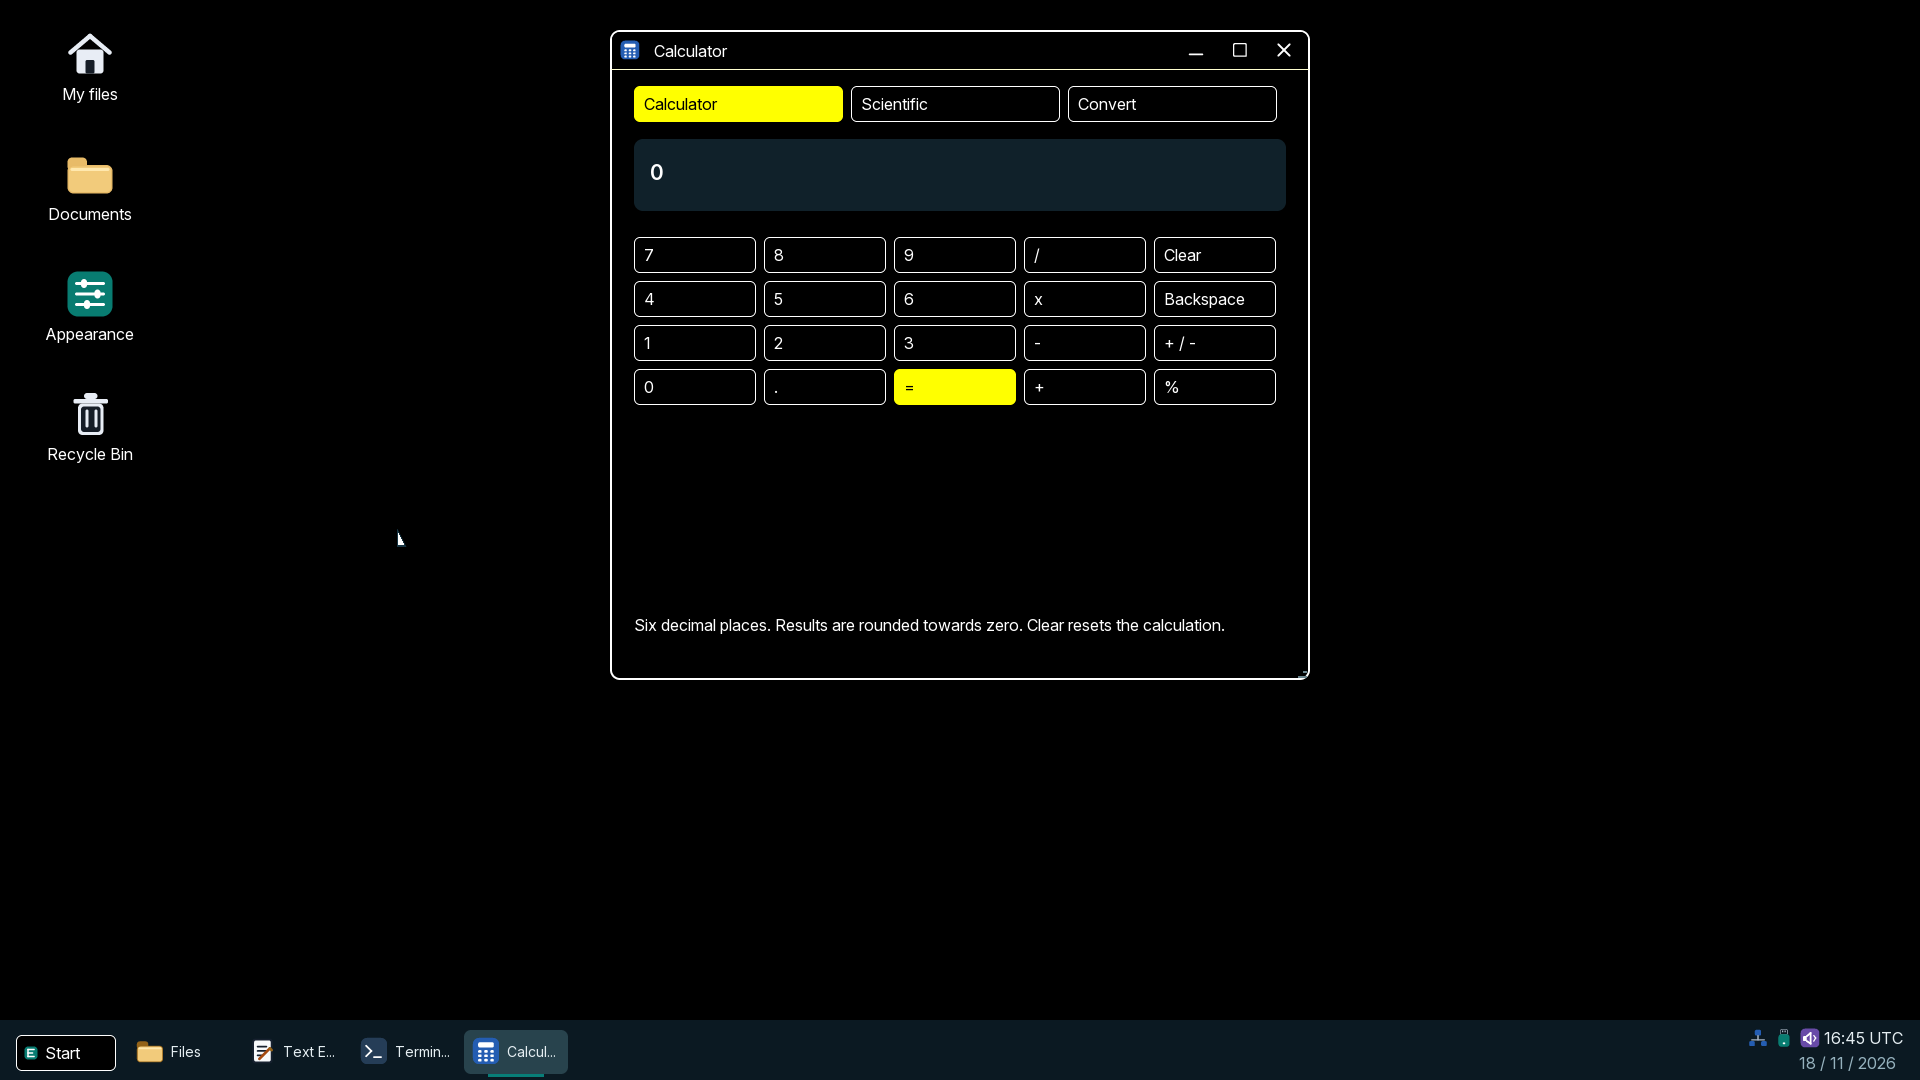 My files
Documents
Appearance
Recycle Bin
Calculator
Calculator Scientific Convert
0
7 8 9 / Clear
4 5 6 x Backspace
1 2 3 - + / -
0 . = + %
Six decimal places. Results are rounded towards zero. Clear resets the calculation.
Start Files Text E... Termin... Calcul... 16:45 UTC
18 / 11 / 2026